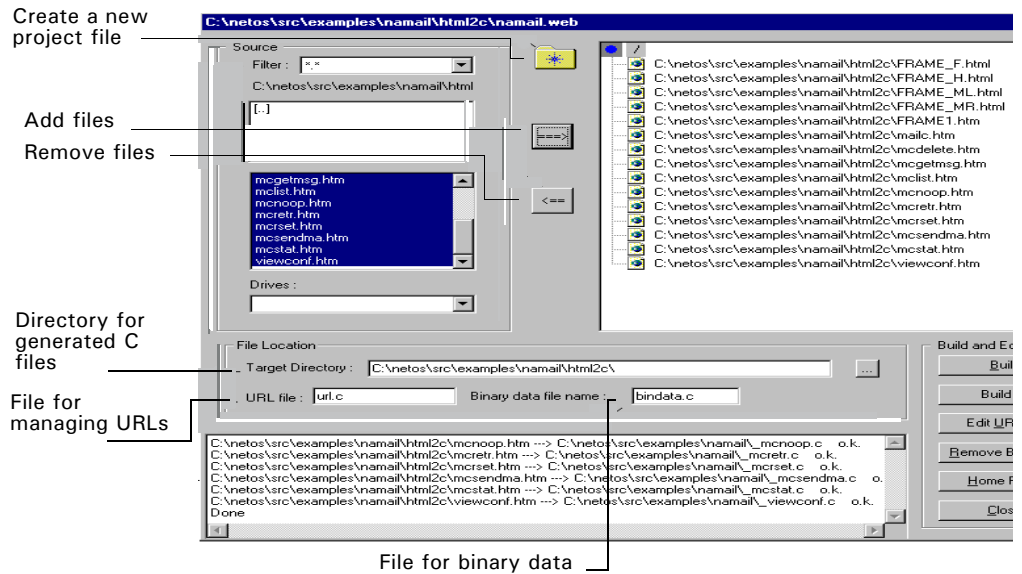 Create a new
project file
Add files
Remove files
Directory for
generated C
files
File for
managing URLs
C:\netos\src\examples\namail\html2c\namail.web
Source
Filter :
*.*
C:\netos\src\examples\namail\html
[..]
mcgetmsg.htm
mclist.htm
mcnoop.htm
mcretr.htm
mcrset.htm
mcsendma.htm
mcstat.htm
viewconf.htm
Drives :
===>
<==
/
C:\netos\src\examples\namail\html2c\FRAME_F.html
C:\netos\src\examples\namail\html2c\FRAME_H.html
C:\netos\src\examples\namail\html2c\FRAME_ML.html
C:\netos\src\examples\namail\html2c\FRAME_MR.html
C:\netos\src\examples\namail\html2c\FRAME1.htm
C:\netos\src\examples\namail\html2c\mailc.htm
C:\netos\src\examples\namail\html2c\mcdelete.htm
C:\netos\src\examples\namail\html2c\mcgetmsg.htm
C:\netos\src\examples\namail\html2c\mclist.htm
C:\netos\src\examples\namail\html2c\mcnoop.htm
C:\netos\src\examples\namail\html2c\mcretr.htm
C:\netos\src\examples\namail\html2c\mcrset.htm
C:\netos\src\examples\namail\html2c\mcsendma.htm
C:\netos\src\examples\namail\html2c\mcstat.htm
C:\netos\src\examples\namail\html2c\viewconf.htm
File Location
Target Directory : C:\netos\src\examples\namail\html2c\ ...
URL file : url.c Binary data file name : bindata.c
Build and Ed
Buil
Build
Edit UR
Remove B
Home P
Clos
C:\netos\src\examples\namail\html2c\mcnoop.htm ---> C:\netos\src\examples\namail\_mcnoop.c o.k.
C:\netos\src\examples\namail\html2c\mcretr.htm ---> C:\netos\src\examples\namail\_mcretr.c o.k.
C:\netos\src\examples\namail\html2c\mcrset.htm ---> C:\netos\src\examples\namail\_mcrset.c o.k.
C:\netos\src\examples\namail\html2c\mcsendma.htm ---> C:\netos\src\examples\namail\_mcsendma.c o.
C:\netos\src\examples\namail\html2c\mcstat.htm ---> C:\netos\src\examples\namail\_mcstat.c o.k.
C:\netos\src\examples\namail\html2c\viewconf.htm ---> C:\netos\src\examples\namail\_viewconf.c o.k.
Done
File for binary data